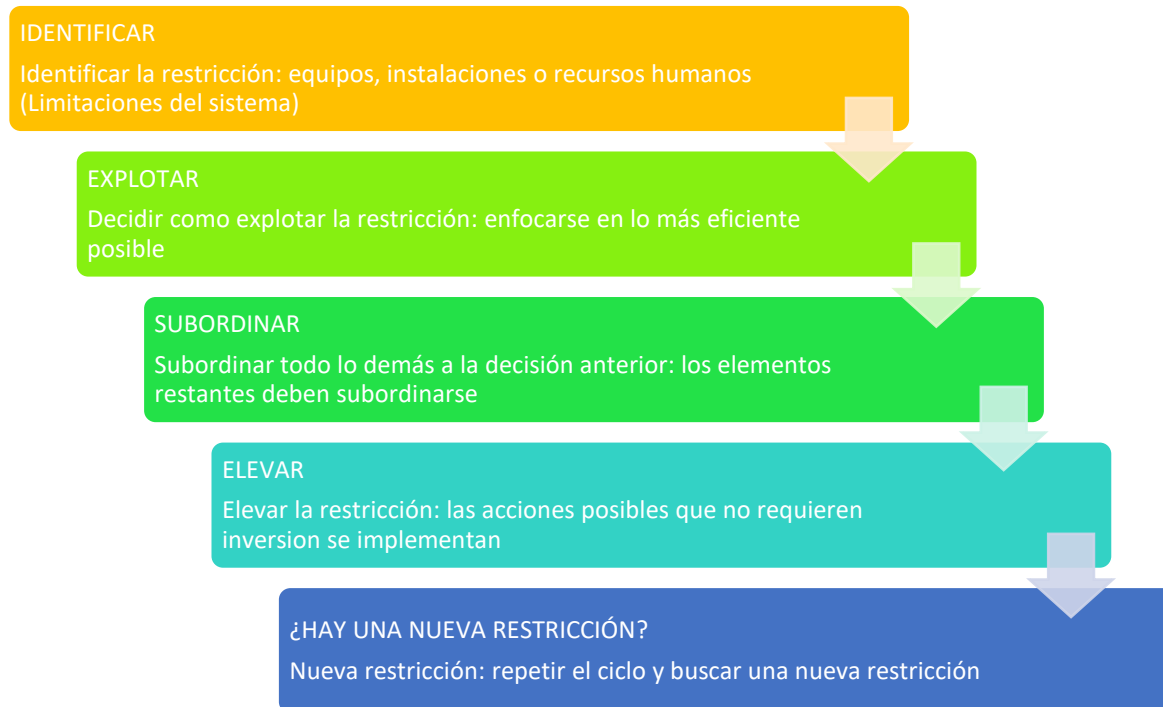 IDENTIFICAR
Identificar la restricción: equipos, instalaciones o recursos humanos
(Limitaciones del sistema)
EXPLOTAR
Decidir como explotar la restricción: enfocarse en lo más eficiente
posible
SUBORDINAR
Subordinar todo lo demás a la decisión anterior: los elementos
restantes deben subordinarse
ELEVAR
Elevar la restricción: las acciones posibles que no requieren
inversion se implementan
¿HAY UNA NUEVA RESTRICCIÓN?
Nueva restricción: repetir el ciclo y buscar una nueva restricción